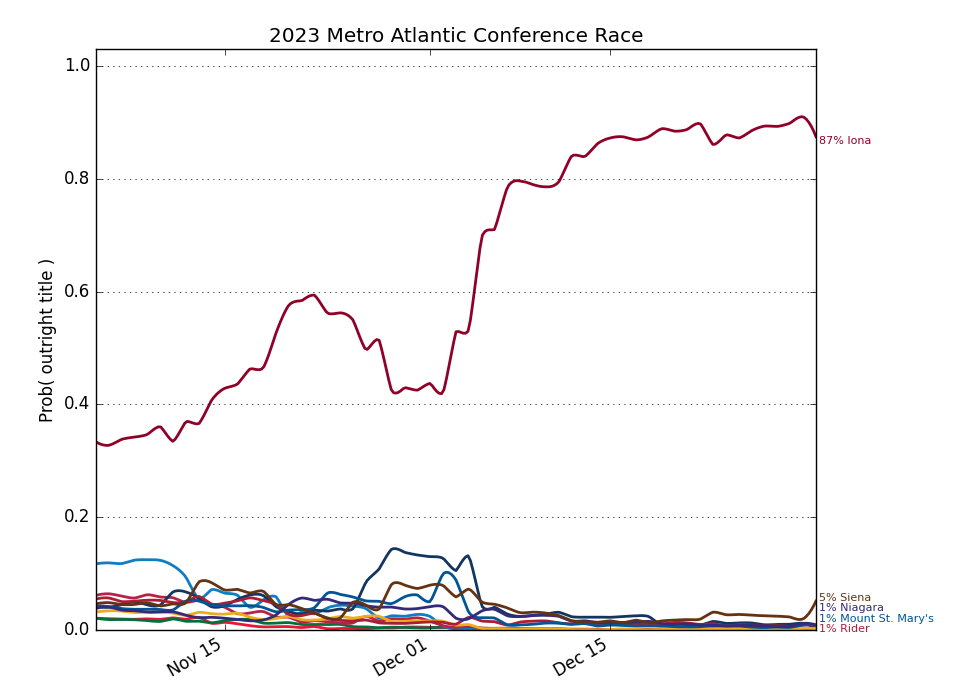 2023 Metro Atlantic Conference Race
1.0
0.8
0.6
0.4
0.2
0.0
Prob( outright title )
87% Iona
5% Siena
1% Niagara
1% Mount St. Mary's
1% Rider
Nov 15
Dec 01
Dec 15